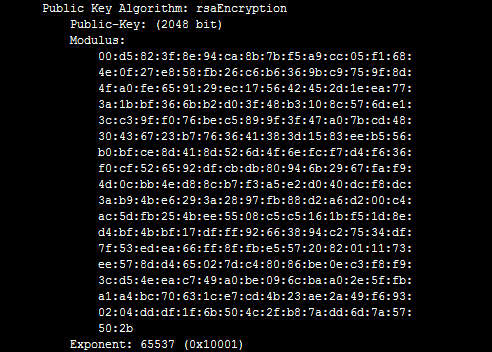 Public Key Algorithm: rsaEncryption
Public-Key: (2048 bit)
Modulus:
00:d5:82:3f:8e:94:ca:8b:7b:f5:a9:cc:05:f1:68:
4e:0f:27:e8:58:fb:26:c6:b6:36:9b:c9:75:9f:8d:
4f:a0:fe:65:91:29:ec:17:56:42:45:2d:1e:ea:77:
3a:1b:bf:36:6b:b2:d0:3f:48:b3:10:8c:57:6d:e1:
3c:c3:9f:f0:76:be:c5:89:9f:3f:47:a0:7b:cd:48:
30:43:67:23:b7:76:36:41:38:3d:15:83:ee:b5:56:
b0:bf:ce:8d:41:8d:52:6d:4f:6e:fc:f7:d4:f6:36:
f0:cf:52:65:92:df:cb:db:80:94:6b:29:67:fa:f9:
4d:0c:bb:4e:d8:8c:b7:f3:a5:e2:d0:40:dc:f8:dc:
3a:b9:4b:e6:29:3a:28:97:fb:88:d2:a6:d2:00:c4:
ac:5d:fb:25:4b:ee:55:08:c5:c5:16:1b:f5:1d:8e:
d4:bf:4b:bf:17:df:ff:92:66:38:94:c2:75:34:df:
7f:53:ed:ea:66:ff:8f:fb:e5:57:20:82:01:11:73:
ee:57:8d:d4:65:02:7d:c4:80:86:be:0e:c3:f8:f9:
3c:d5:4e:ea:c7:49:a0:be:09:6c:ba:a0:2e:5f:fb:
a1:a4:bc:70:63:1c:e7:cd:4b:23:ae:2a:49:f6:93:
02:04:dd:df:1f:6b:50:4c:2f:b8:7a:dd:6d:7a:57:
50:2b
Exponent: 65537 (0x10001)